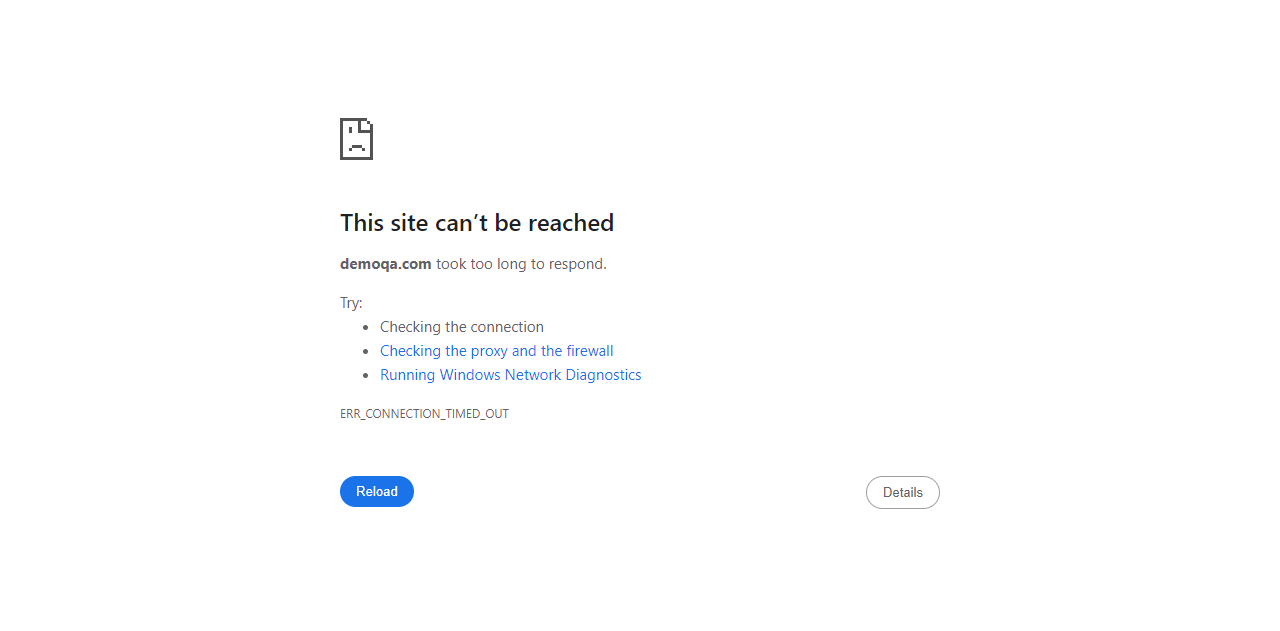 This site can’t be reached
demoqa.com took too long to respond.
Try:
Checking the connection
Checking the proxy and the firewall
Running Windows Network Diagnostics
ERR_CONNECTION_TIMED_OUT
Reload
Details